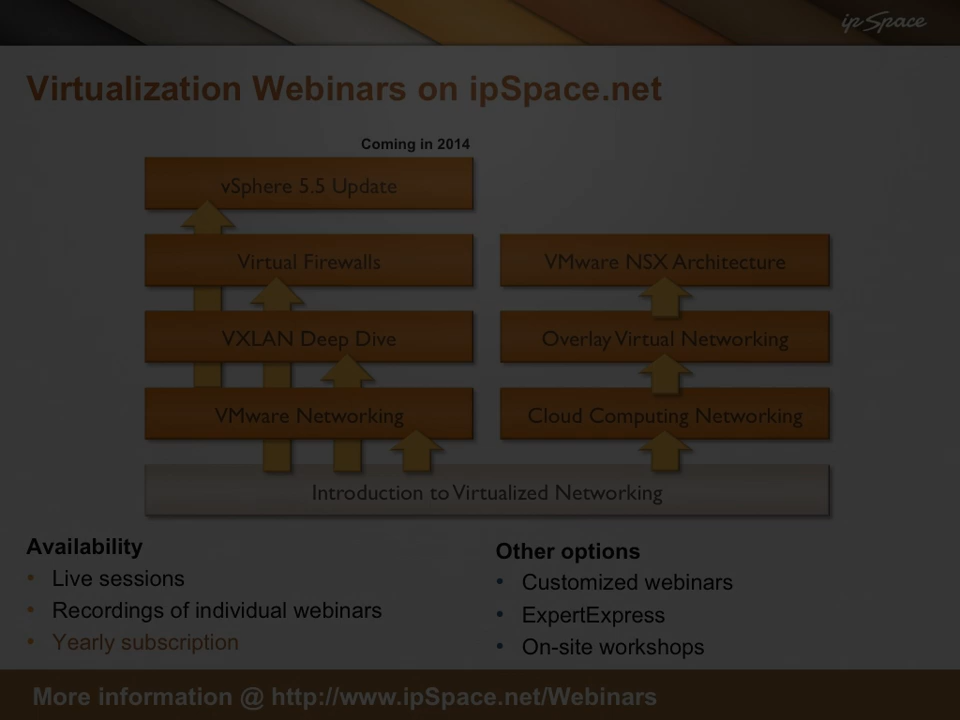 ipSpace
Virtualization Webinars on ipSpace.net
Coming in 2014
vSphere 5.5 Update
Virtual Firewalls
VMware NSX Architecture
VXLAN Deep Dive
Overlay Virtual Networking
VMware Networking
Cloud Computing Networking
Introduction to Virtualized Networking
Availability
• Live sessions
• Recordings of individual webinars
• Yearly subscription
Other options
• Customized webinars
• ExpertExpress
• On-site workshops
More information @ http://www.ipSpace.net/Webinars